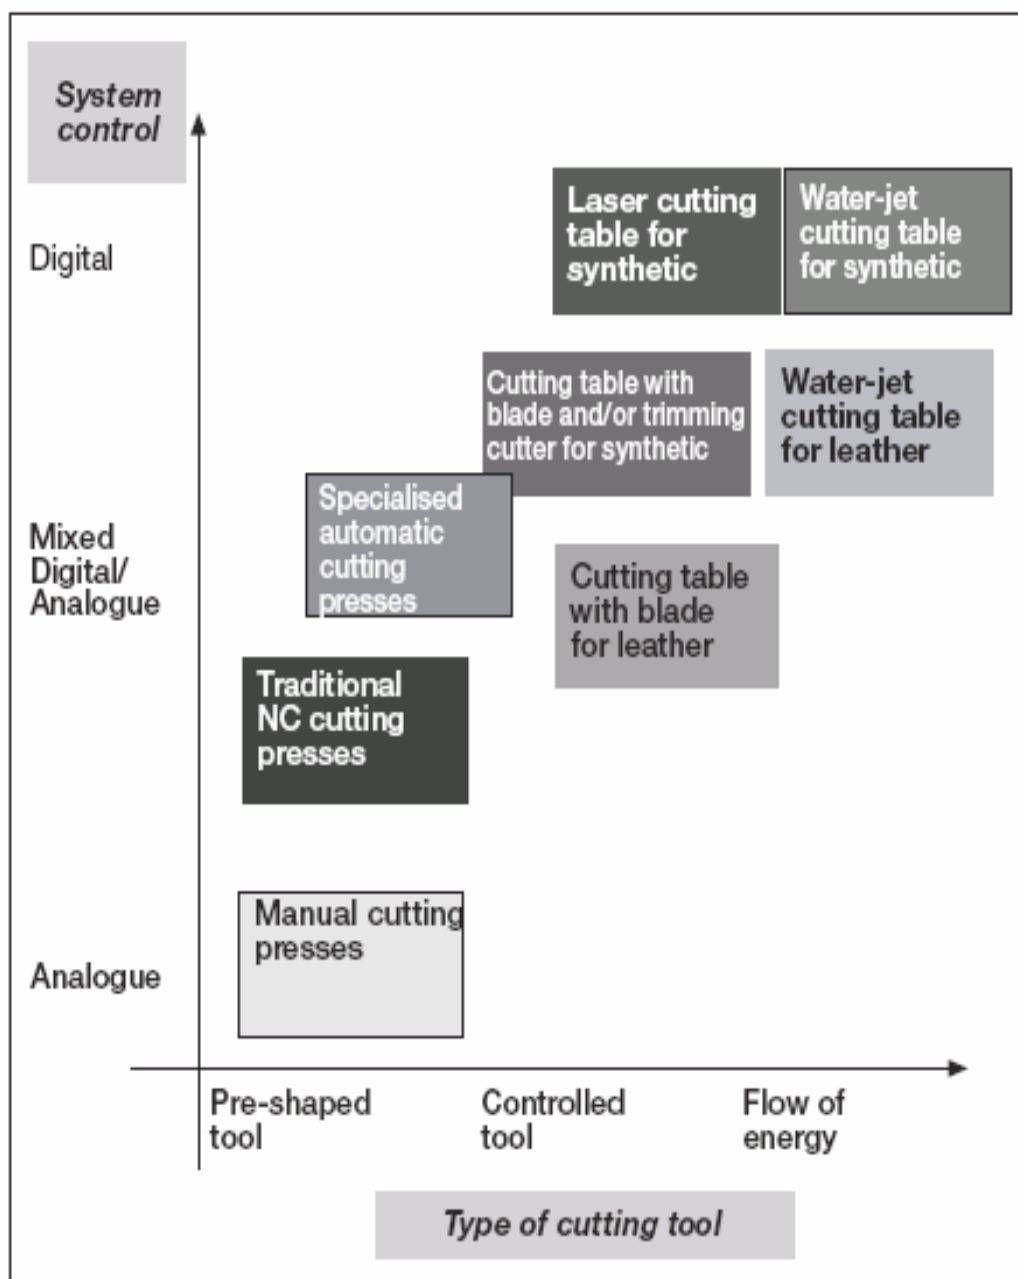 System
control
Digital
Laser cutting
table for
synthetic
Water-jet
cutting table
for synthetic
Cutting table with
blade and/or trimming
cutter for synthetic
Water-jet
cutting table
for leather
Mixed
Digital/
Analogue
Specialised
automatic
cutting
presses
Cutting table
with blade
for leather
Traditional
NC cutting
presses
Analogue
Manual cutting
presses
Pre-shaped
tool
Controlled
tool
Flow of
energy
Type of cutting tool